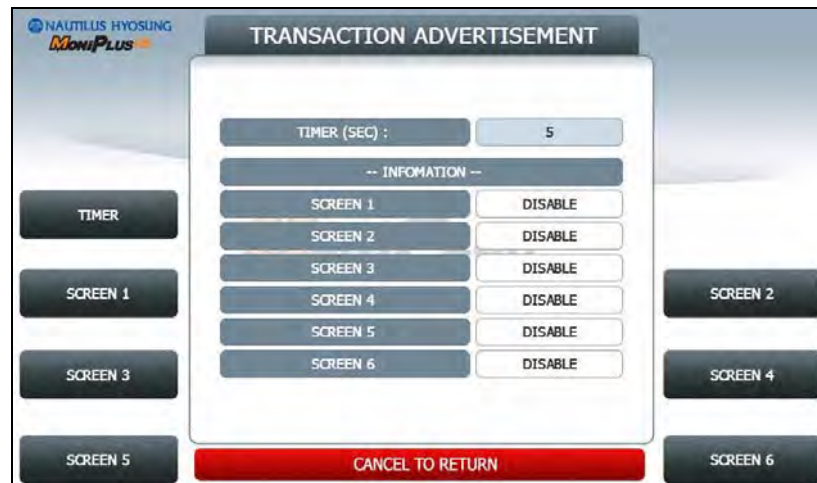 NAUTILUS HYOSUNG
MoniPlus
TRANSACTION ADVERTISEMENT
TIMER (SEC) : 5
-- INFOMATION --
SCREEN 1 DISABLE
SCREEN 2 DISABLE
SCREEN 3 DISABLE
SCREEN 4 DISABLE
SCREEN 5 DISABLE
SCREEN 6 DISABLE
TIMER
SCREEN 1
SCREEN 2
SCREEN 3
SCREEN 4
SCREEN 5
CANCEL TO RETURN
SCREEN 6